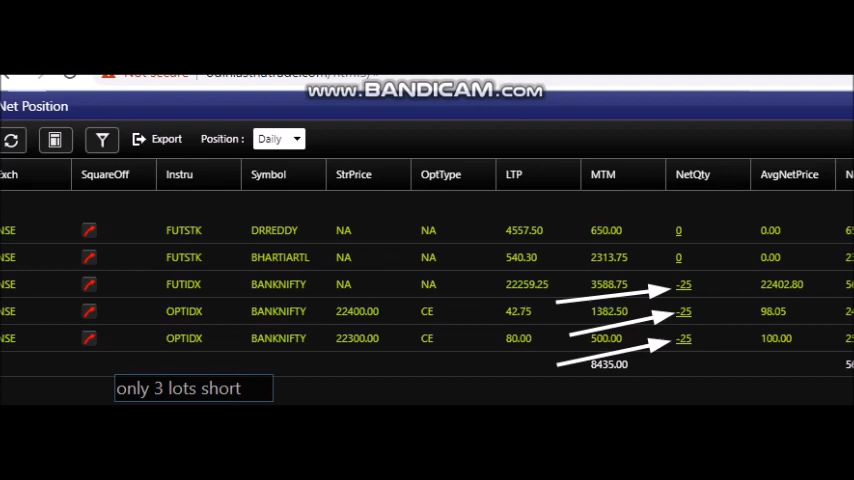 Not secure
www.BANDICAM.com
Net Position
Export Position : Daily
Exch SquareOff Instru Symbol StrPrice OptType LTP MTM NetQty AvgNetPrice
NSE FUTSTK DRREDDY NA NA 4557.50 650.00 0 0.00
NSE FUTSTK BHARTIARTL NA NA 540.30 2313.75 0 0.00
NSE FUTIDX BANKNIFTY NA NA 22259.25 3588.75 -25 22402.80
NSE OPTIDX BANKNIFTY 22400.00 CE 42.75 1382.50 -25 98.05
NSE OPTIDX BANKNIFTY 22300.00 CE 80.00 500.00 -25 100.00
8435.00
only 3 lots short